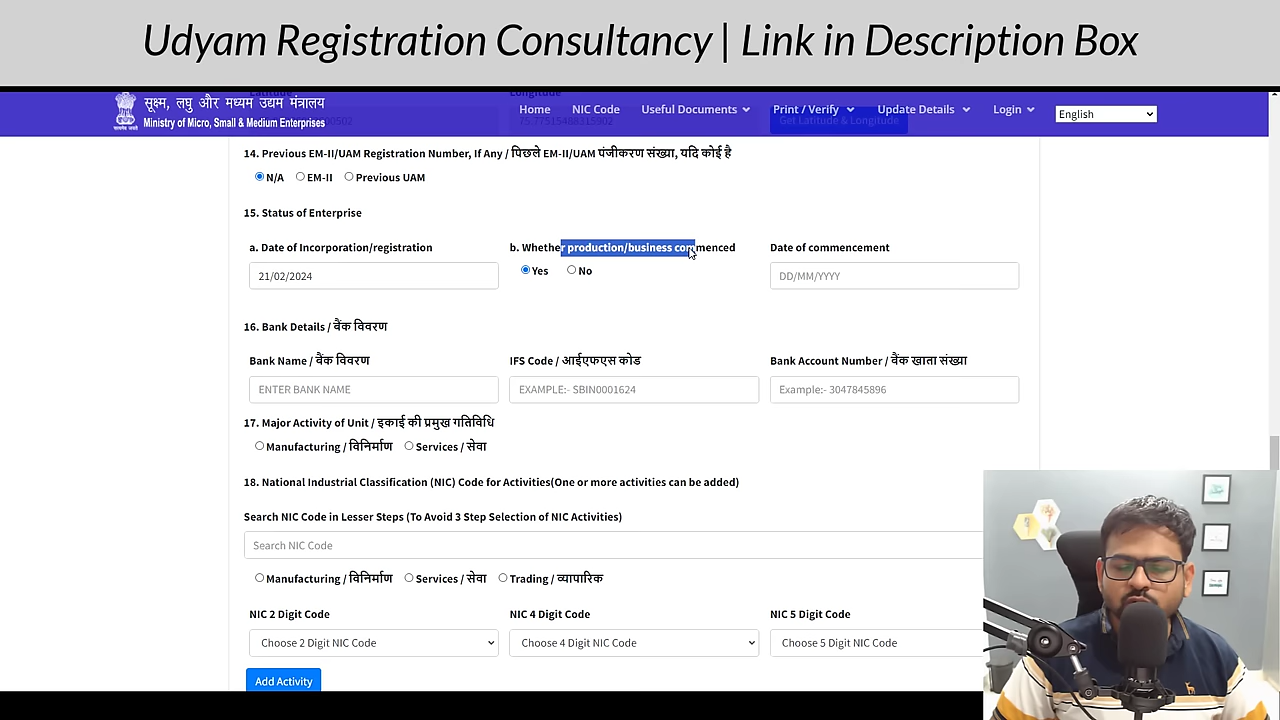 Udyam Registration Consultancy | Link in Description Box
सूक्ष्म, लघु और मध्यम उद्यम मंत्रालय
Ministry of Micro, Small & Medium Enterprises
Home NIC Code Useful Documents Print / Verify Update Details Login English
Get Latitude & Longitude
14. Previous EM-II/UAM Registration Number, If Any / पिछले EM-II/UAM पंजीकरण संख्या, यदि कोई है
N/A EM-II Previous UAM
15. Status of Enterprise
a. Date of Incorporation/registration b. Whether production/business commenced Date of commencement
21/02/2024 Yes No DD/MM/YYYY
16. Bank Details / बैंक विवरण
Bank Name / बैंक विवरण IFS Code / आईएफएस कोड Bank Account Number / बैंक खाता संख्या
ENTER BANK NAME EXAMPLE:- SBIN0001624 Example:- 3047845896
17. Major Activity of Unit / इकाई की प्रमुख गतिविधि
Manufacturing / विनिर्माण Services / सेवा
18. National Industrial Classification (NIC) Code for Activities(One or more activities can be added)
Search NIC Code in Lesser Steps (To Avoid 3 Step Selection of NIC Activities)
Search NIC Code
Manufacturing / विनिर्माण Services / सेवा Trading / व्यापारिक
NIC 2 Digit Code NIC 4 Digit Code NIC 5 Digit Code
Choose 2 Digit NIC Code Choose 4 Digit NIC Code Choose 5 Digit NIC Code
Add Activity